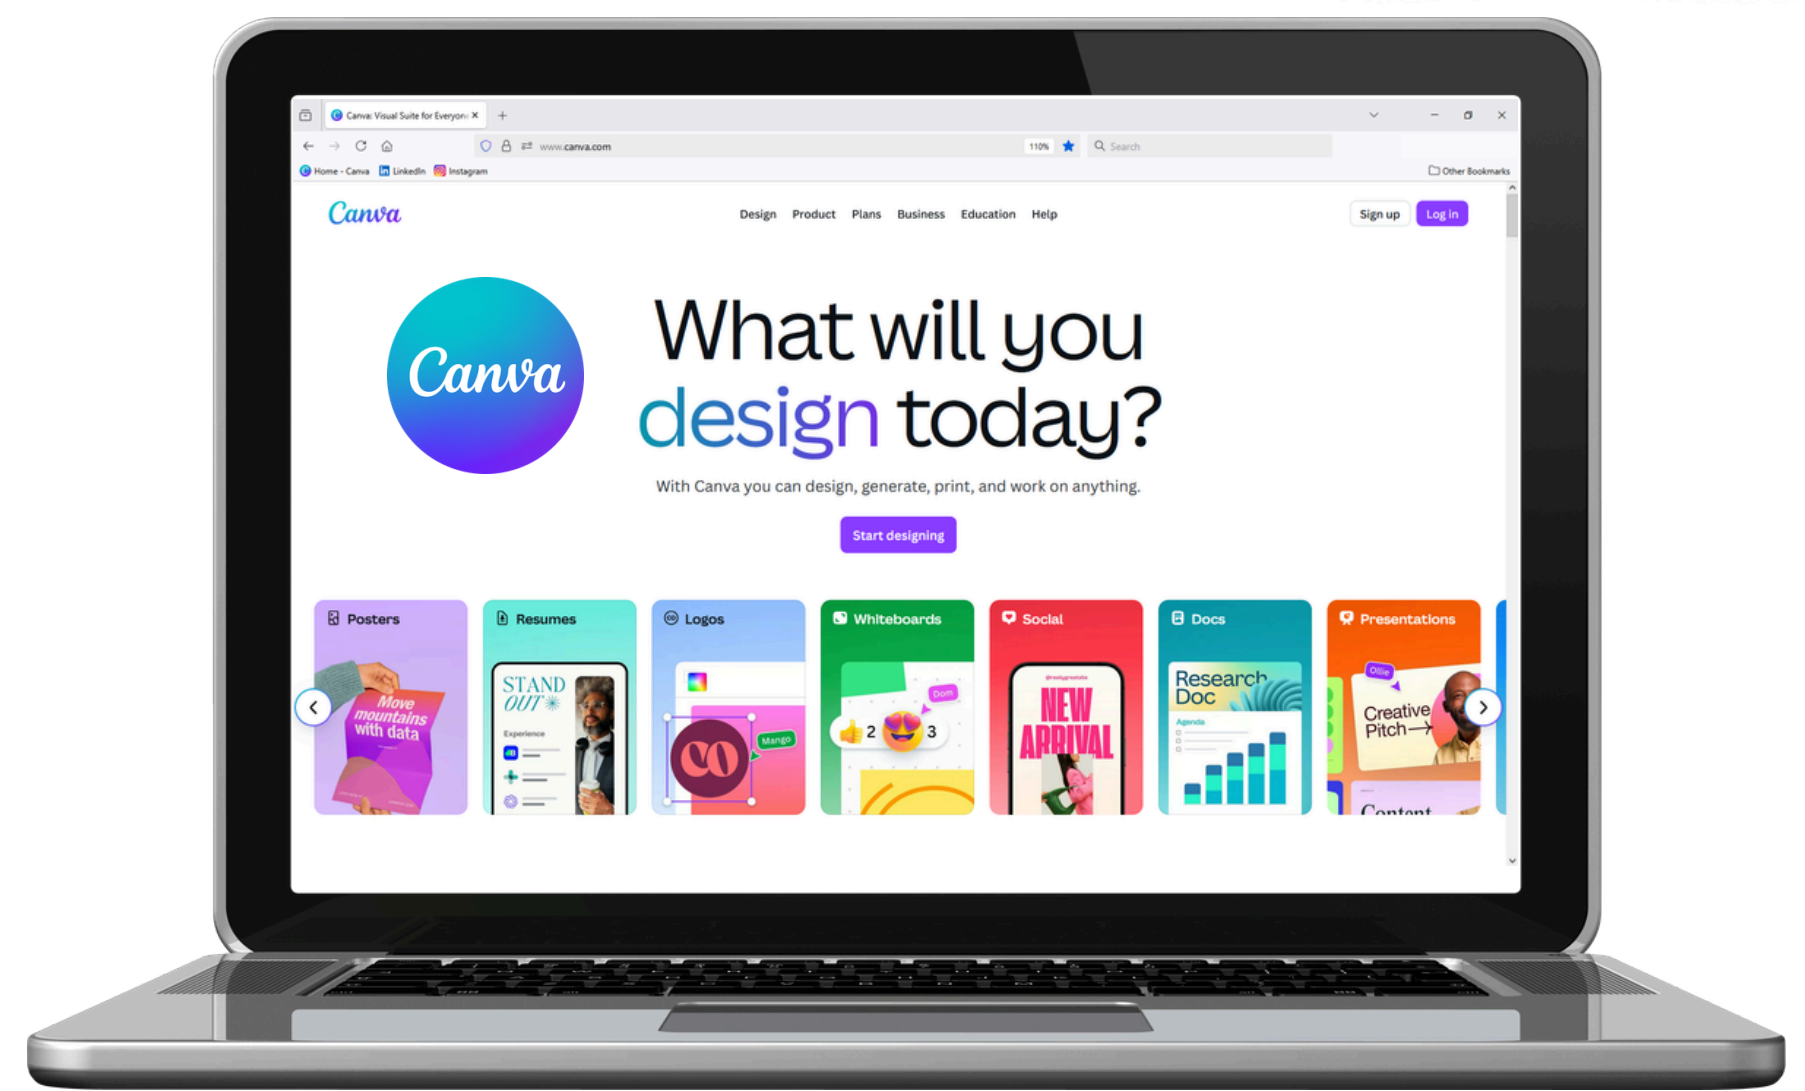 Canva: Visual Suite for Everyon
www.canva.com
110%
Search
Home - Canva LinkedIn Instagram
Other Bookmarks
Canva
Design Product Plans Business Education Help
Sign up Log in
Canva
What will you
design today?
With Canva you can design, generate, print, and work on anything.
Start designing
Posters
Move
mountains
with data
Resumes
STAND
OUT
Experience
Logos
CO
Mango
Whiteboards
Dom
2
3
Social
NEW
ARRIVAL
Docs
Research
Doc
Agenda
Presentations
Ollie
Creative
Pitch
Content